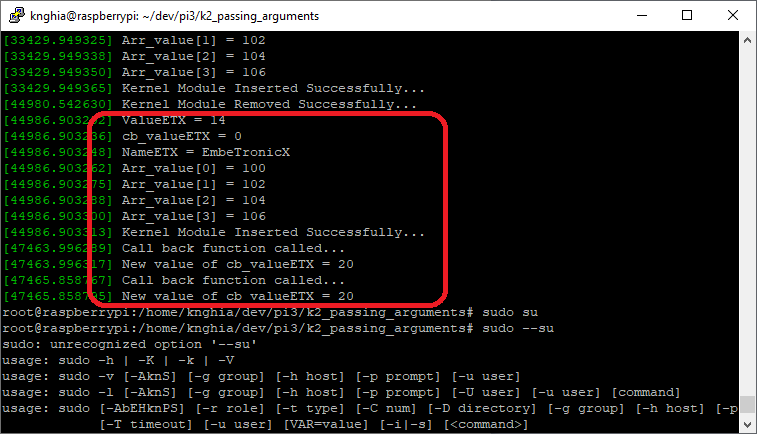 knghia@raspberrypi: ~/dev/pi3/k2_passing_arguments
[33429.949325] Arr_value[1] = 102
[33429.949338] Arr_value[2] = 104
[33429.949350] Arr_value[3] = 106
[33429.949365] Kernel Module Inserted Successfully...
[44980.542630] Kernel Module Removed Successfully...
[44986.903202] ValueETX = 14
[44986.903236] cb_valueETX = 0
[44986.903248] NameETX = EmbeTronicX
[44986.903262] Arr_value[0] = 100
[44986.903275] Arr_value[1] = 102
[44986.903288] Arr_value[2] = 104
[44986.903300] Arr_value[3] = 106
[44986.903313] Kernel Module Inserted Successfully...
[47463.996289] Call back function called...
[47463.996317] New value of cb_valueETX = 20
[47465.858767] Call back function called...
[47465.858795] New value of cb_valueETX = 20
root@raspberrypi:/home/knghia/dev/pi3/k2_passing_arguments# sudo su
root@raspberrypi:/home/knghia/dev/pi3/k2_passing_arguments# sudo --su
sudo: unrecognized option '--su'
usage: sudo -h | -K | -k | -V
usage: sudo -v [-AknS] [-g group] [-h host] [-p prompt] [-u user]
usage: sudo -l [-AknS] [-g group] [-h host] [-p prompt] [-U user] [-u user] [command]
usage: sudo [-AbEHknPS] [-r role] [-t type] [-C num] [-D directory] [-g group] [-h host] [-p
[-T timeout] [-u user] [VAR=value] [-i|-s] [<command>]